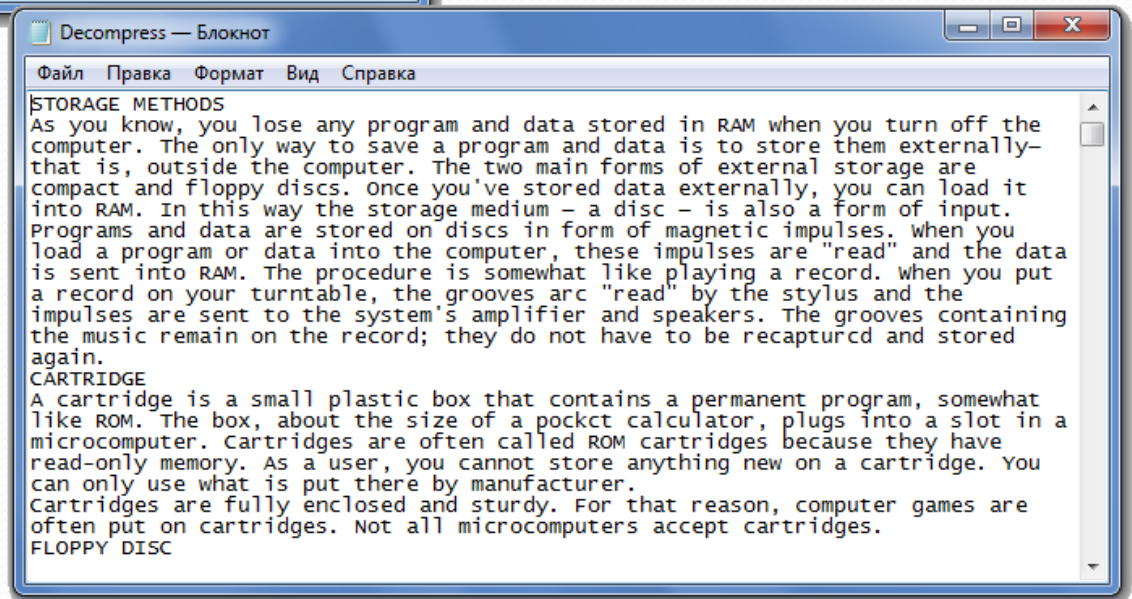 Decompress — Блокнот
Файл Правка Формат Вид Справка
STORAGE METHODS
As you know, you lose any program and data stored in RAM when you turn off the
computer. The only way to save a program and data is to store them externally—
that is, outside the computer. The two main forms of external storage are
compact and floppy discs. Once you've stored data externally, you can load it
into RAM. In this way the storage medium — a disc — is also a form of input.
Programs and data are stored on discs in form of magnetic impulses. When you
load a program or data into the computer, these impulses are "read" and the data
is sent into RAM. The procedure is somewhat like playing a record. When you put
a record on your turntable, the grooves arc "read" by the stylus and the
impulses are sent to the system's amplifier and speakers. The grooves containing
the music remain on the record; they do not have to be recapturcd and stored
again.
CARTRIDGE
A cartridge is a small plastic box that contains a permanent program, somewhat
like ROM. The box, about the size of a pockct calculator, plugs into a slot in a
microcomputer. Cartridges are often called ROM cartridges because they have
read-only memory. As a user, you cannot store anything new on a cartridge. You
can only use what is put there by manufacturer.
Cartridges are fully enclosed and sturdy. For that reason, computer games are
often put on cartridges. Not all microcomputers accept cartridges.
FLOPPY DISC